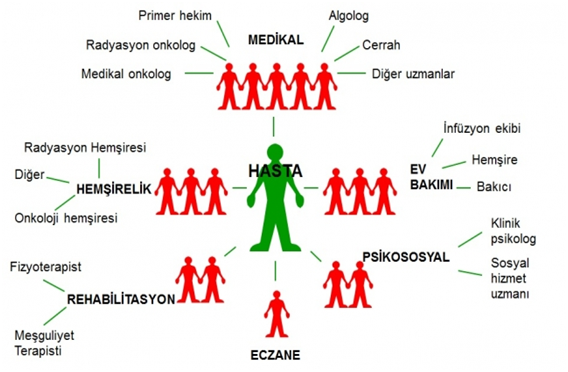 Primer hekim
Radyasyon onkolog
Medikal onkolog
MEDİKAL
Algolog
Cerrah
Diğer uzmanlar
Radyasyon Hemşiresi
Diğer
HEMŞİRELİK
Onkoloji hemşiresi
HASTA
İnfüzyon ekibi
EV
BAKIMI
Hemşire
Bakıcı
Fizyoterapist
REHABİLİTASYON
Meşguliyet
Terapisti
ECZANE
PSİKOSOSYAL
Klinik
psikolog
Sosyal
hizmet
uzmanı